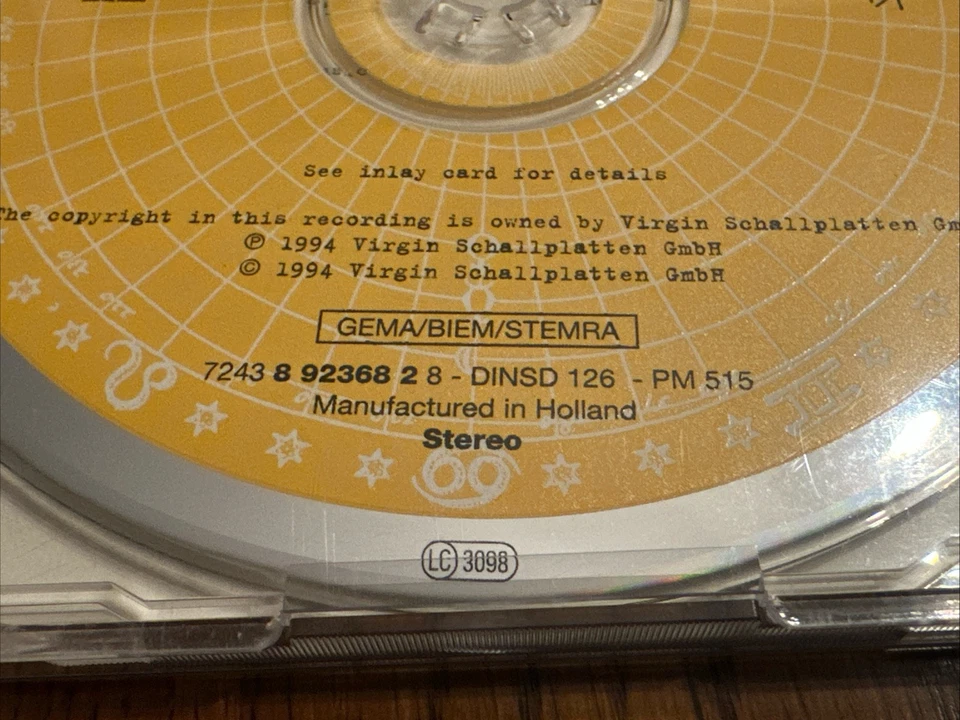 See inlay card for details
The copyright in this recording is owned by Virgin Schallplatten Gm
℗ 1994 Virgin Schallplatten GmbH
© 1994 Virgin Schallplatten GmbH
GEMA/BIEM/STEMRA
7243 8 92368 2 8 - DINSD 126 - PM 515
Manufactured in Holland
Stereo
LC 3098